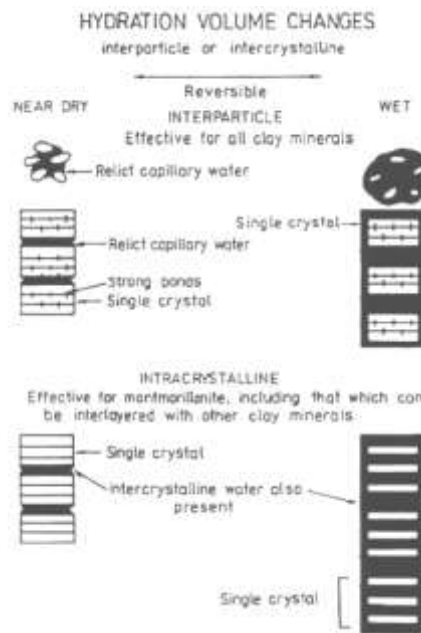 HYDRATION VOLUME CHANGES
interparticle or intercrystalline
Reversible
NEAR DRY
WET
INTERPARTICLE
Effective for all clay minerals
Relict capillary water
Single crystal
Relict capillary water
Strong bonds
Single crystal
INTRACRYSTALLINE
Effective for montmorillonite, including that which can
be interlayered with other clay minerals
Single crystal
Intercrystalline water also
present
Single crystal